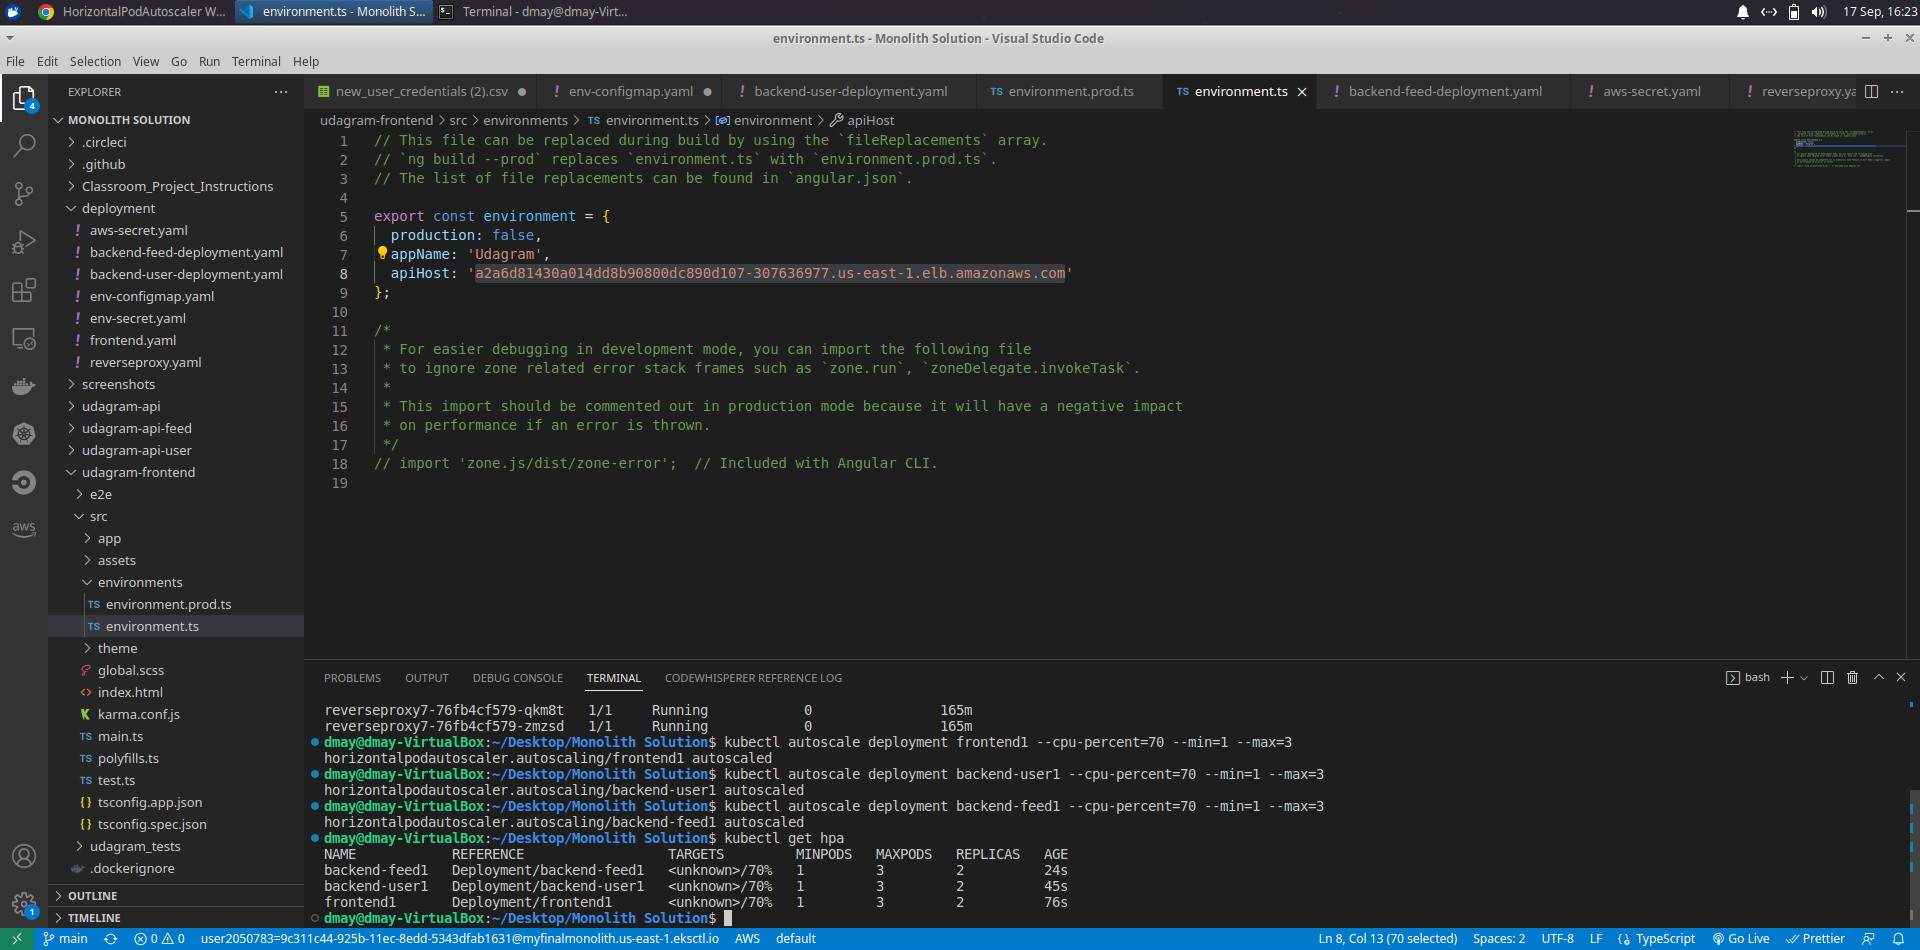 HorizontalPodAutoscaler W...
environment.ts - Monolith S...
Terminal - dmay@dmay-Virt...
17 Sep, 16:23
environment.ts - Monolith Solution - Visual Studio Code
File Edit Selection View Go Run Terminal Help
EXPLORER
new_user_credentials (2).csv
env-configmap.yaml
backend-user-deployment.yaml
environment.prod.ts
environment.ts
backend-feed-deployment.yaml
aws-secret.yaml
reverseproxy.ya
4
MONOLITH SOLUTION
.circleci
.github
Classroom_Project_Instructions
deployment
aws-secret.yaml
backend-feed-deployment.yaml
backend-user-deployment.yaml
env-configmap.yaml
env-secret.yaml
frontend.yaml
reverseproxy.yaml
screenshots
udagram-api
udagram-api-feed
udagram-api-user
udagram-frontend
e2e
src
app
assets
environments
environment.prod.ts
environment.ts
theme
global.scss
index.html
karma.conf.js
main.ts
polyfills.ts
test.ts
tsconfig.app.json
tsconfig.spec.json
udagram_tests
.dockerignore
OUTLINE
TIMELINE
aws
1
udagram-frontend > src > environments > TS environment.ts > environment > apiHost
1 // This file can be replaced during build by using the `fileReplacements` array.
2 // `ng build --prod` replaces `environment.ts` with `environment.prod.ts`.
3 // The list of file replacements can be found in `angular.json`.
4
5 export const environment = {
6 production: false,
7 appName: 'Udagram',
8 apiHost: 'a2a6d81430a014dd8b90800dc890d107-307636977.us-east-1.elb.amazonaws.com'
9 };
10
11 /*
12 * For easier debugging in development mode, you can import the following file
13 * to ignore zone related error stack frames such as `zone.run`, `zoneDelegate.invokeTask`.
14 *
15 * This import should be commented out in production mode because it will have a negative impact
16 * on performance if an error is thrown.
17 */
18 // import 'zone.js/dist/zone-error';  // Included with Angular CLI.
19
PROBLEMS OUTPUT DEBUG CONSOLE TERMINAL CODEWHISPERER REFERENCE LOG
bash
reverseproxy7-76fb4cf579-qkm8t 1/1 Running 0 165m
reverseproxy7-76fb4cf579-zmzsd 1/1 Running 0 165m
dmay@dmay-VirtualBox:~/Desktop/Monolith Solution$ kubectl autoscale deployment frontend1 --cpu-percent=70 --min=1 --max=3
horizontalpodautoscaler.autoscaling/frontend1 autoscaled
dmay@dmay-VirtualBox:~/Desktop/Monolith Solution$ kubectl autoscale deployment backend-user1 --cpu-percent=70 --min=1 --max=3
horizontalpodautoscaler.autoscaling/backend-user1 autoscaled
dmay@dmay-VirtualBox:~/Desktop/Monolith Solution$ kubectl autoscale deployment backend-feed1 --cpu-percent=70 --min=1 --max=3
horizontalpodautoscaler.autoscaling/backend-feed1 autoscaled
dmay@dmay-VirtualBox:~/Desktop/Monolith Solution$ kubectl get hpa
NAME REFERENCE TARGETS MINPODS MAXPODS REPLICAS AGE
backend-feed1 Deployment/backend-feed1 <unknown>/70% 1 3 2 24s
backend-user1 Deployment/backend-user1 <unknown>/70% 1 3 2 45s
frontend1 Deployment/frontend1 <unknown>/70% 1 3 2 76s
dmay@dmay-VirtualBox:~/Desktop/Monolith Solution$
main 0 0 user2050783=9c311c44-925b-11ec-8edd-5343dfab1631@myfinalmonolith.us-east-1.eksctl.io AWS default
Ln 8, Col 13 (70 selected) Spaces: 2 UTF-8 LF TypeScript Go Live Prettier